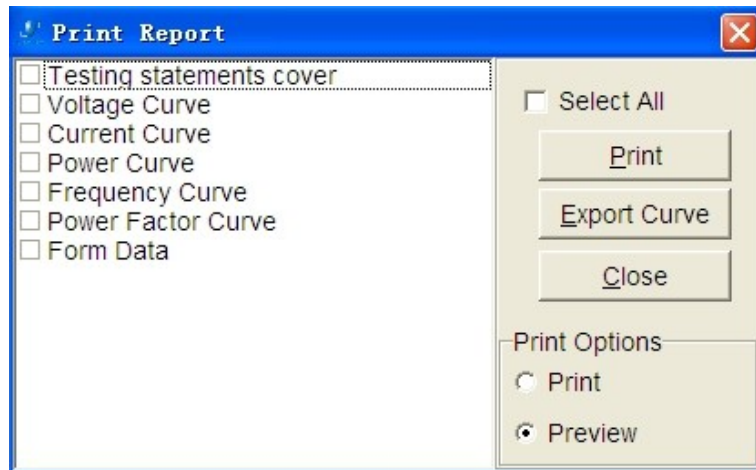 Print Report
Testing statements cover
Voltage Curve
Current Curve
Power Curve
Frequency Curve
Power Factor Curve
Form Data
Select All
Print
Export Curve
Close
Print Options
Print
Preview